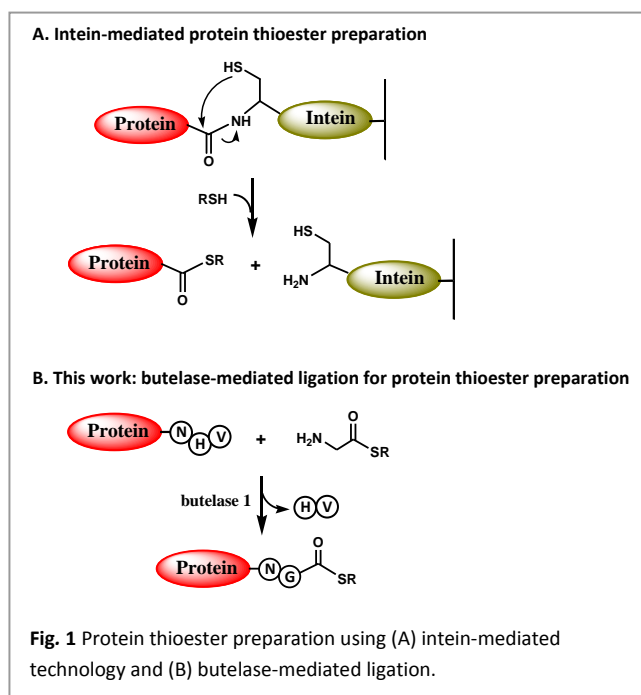 A. Intein-mediated protein thioester preparation
HS
Protein
NH
Intein
O
RSH
HS
Protein
SR
+
O
H₂N
Intein
B. This work: butelase-mediated ligation for protein thioester preparation
Protein
N
H
V
+
H₂N
O
SR
butelase 1
H
V
Protein
N
G
O
SR
Fig. 1 Protein thioester preparation using (A) intein-mediated
technology and (B) butelase-mediated ligation.